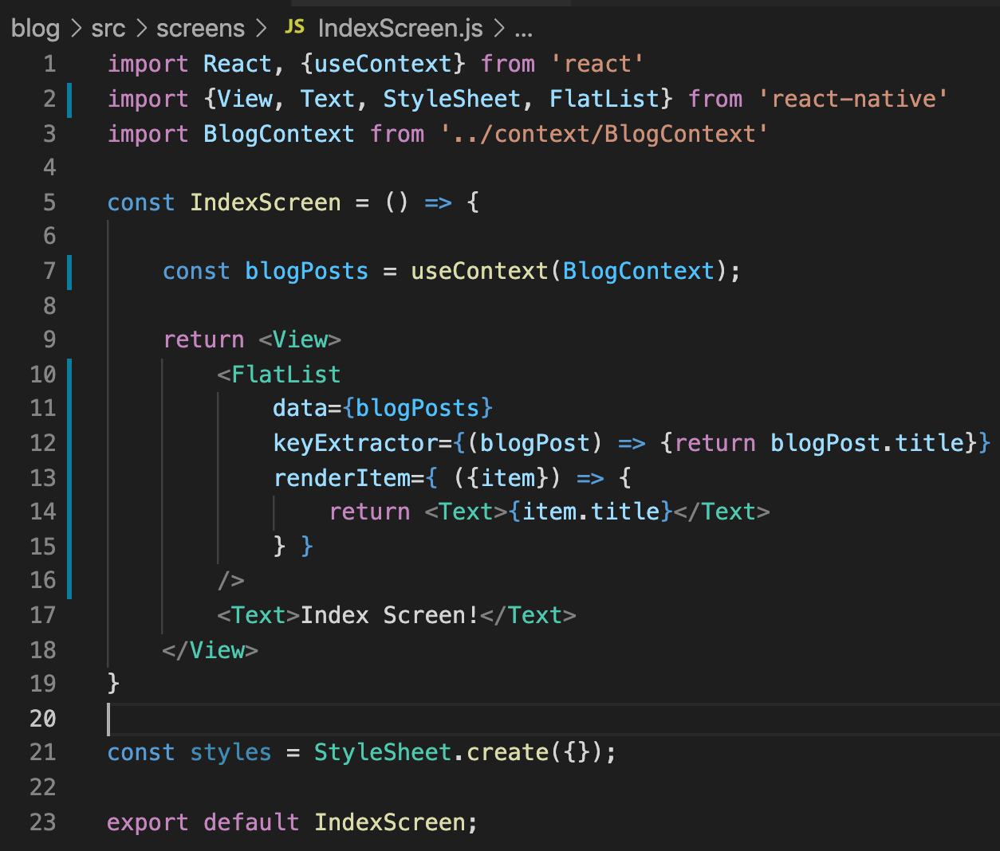 blog > src > screens > JS IndexScreen.js > ...
1 import React, {useContext} from 'react'
2 import {View, Text, StyleSheet, FlatList} from 'react-native'
3 import BlogContext from '../context/BlogContext'
4
5 const IndexScreen = () => {
6
7     const blogPosts = useContext(BlogContext);
8
9     return <View>
10         <FlatList
11             data={blogPosts}
12             keyExtractor={(blogPost) => {return blogPost.title}}
13             renderItem={ ({item}) => {
14                 return <Text>{item.title}</Text>
15             } }
16         />
17         <Text>Index Screen!</Text>
18     </View>
19 }
20
21 const styles = StyleSheet.create({});
22
23 export default IndexScreen;